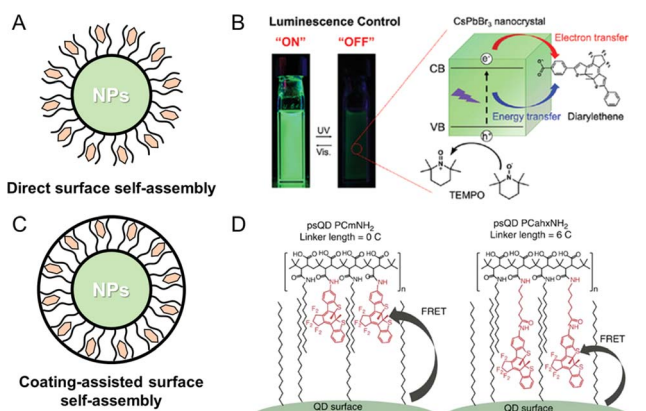 A
NPs
Direct surface self-assembly
B
Luminescence Control
"ON" "OFF"
UV
Vis.
CsPbBr3 nanocrystal
Electron transfer
CB
e-
Energy transfer
Diarylethene
VB
h+
TEMPO
C
NPs
Coating-assisted surface
self-assembly
D
psQD PCmNH2
Linker length = 0 C
FRET
QD surface
psQD PCahxNH2
Linker length = 6 C
FRET
QD surface